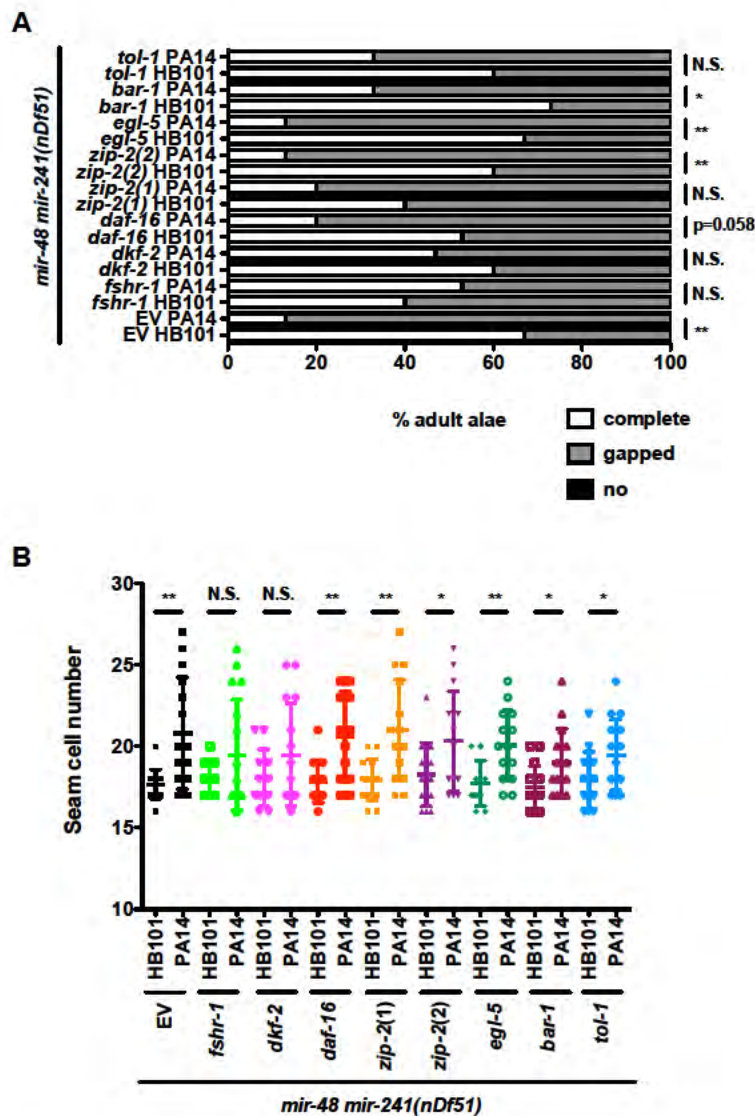 A
mir-48 mir-241(nDf51)
tol-1 PA14
tol-1 HB101
N.S.
bar-1 PA14
bar-1 HB101
*
egl-5 PA14
egl-5 HB101
**
zip-2(2) PA14
zip-2(2) HB101
**
zip-2(1) PA14
zip-2(1) HB101
N.S.
daf-16 PA14
daf-16 HB101
p=0.058
dkf-2 PA14
dkf-2 HB101
N.S.
fshr-1 PA14
fshr-1 HB101
N.S.
EV PA14
EV HB101
**
0 20 40 60 80 100
% adult alae
complete
gapped
no
B
Seam cell number
30
25
20
15
10
** N.S. N.S. ** ** * ** * *
HB101 PA14 HB101 PA14 HB101 PA14 HB101 PA14 HB101 PA14 HB101 PA14 HB101 PA14 HB101 PA14 HB101 PA14
EV fshr-1 dkf-2 daf-16 zip-2(1) zip-2(2) egl-5 bar-1 tol-1
mir-48 mir-241(nDf51)